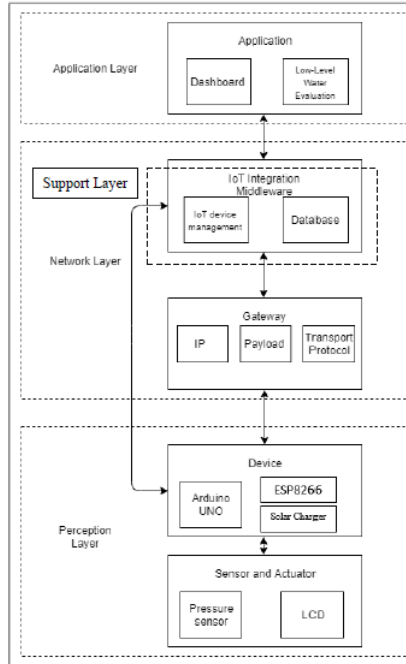 Application
Application Layer
Dashboard
Low-Level
Water
Evaluation
Support Layer
IoT Integration
Middleware
IoT device
management
Database
Network Layer
Gateway
IP
Payload
Transport
Protocol
Device
Arduino
UNO
ESP8266
Solar Charger
Perception
Layer
Sensor and Actuator
Pressure
sensor
LCD